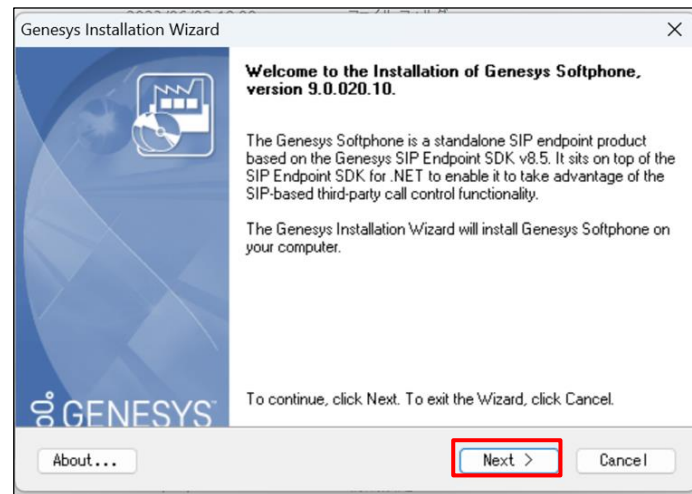 Genesys Installation Wizard
Welcome to the Installation of Genesys Softphone,
version 9.0.020.10.
The Genesys Softphone is a standalone SIP endpoint product
based on the Genesys SIP Endpoint SDK v8.5. It sits on top of the
SIP Endpoint SDK for .NET to enable it to take advantage of the
SIP-based third-party call control functionality.
The Genesys Installation Wizard will install Genesys Softphone on
your computer.
To continue, click Next. To exit the Wizard, click Cancel.
GENESYS
About... Next > Cancel